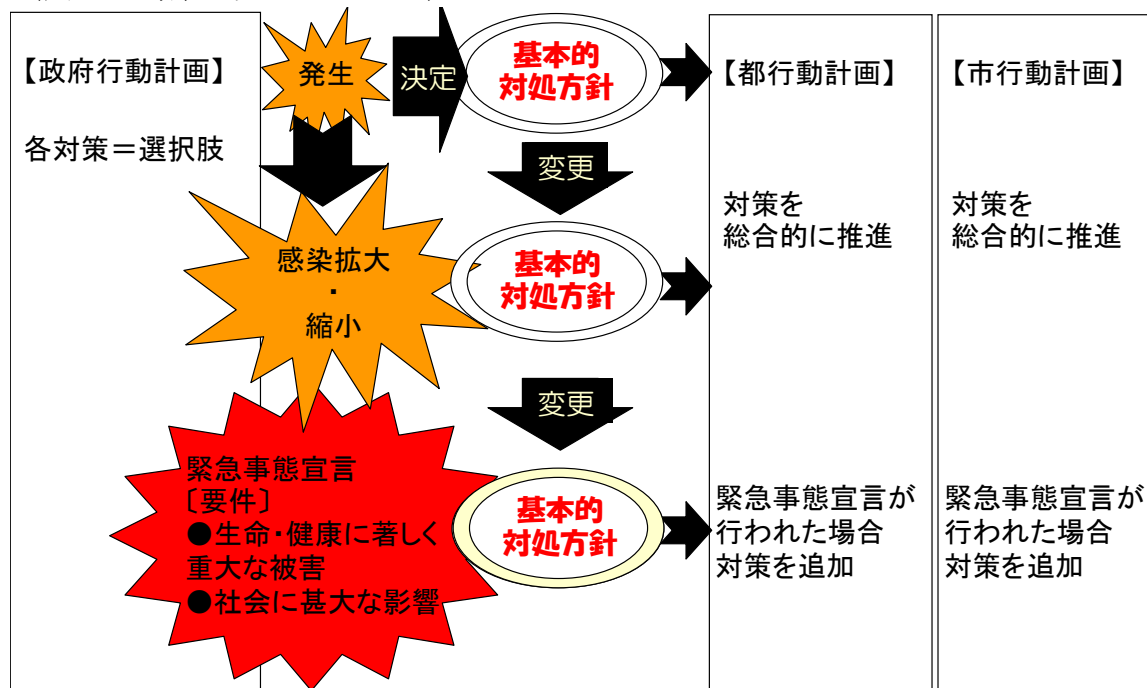 【政府行動計画】
各対策＝選択肢
発生
決定
基本的
対処方針
変更
感染拡大
・
縮小
基本的
対処方針
変更
緊急事態宣言
〔要件〕
●生命・健康に著しく
重大な被害
●社会に甚大な影響
基本的
対処方針
【都行動計画】
対策を
総合的に推進
緊急事態宣言が
行われた場合
対策を追加
【市行動計画】
対策を
総合的に推進
緊急事態宣言が
行われた場合
対策を追加